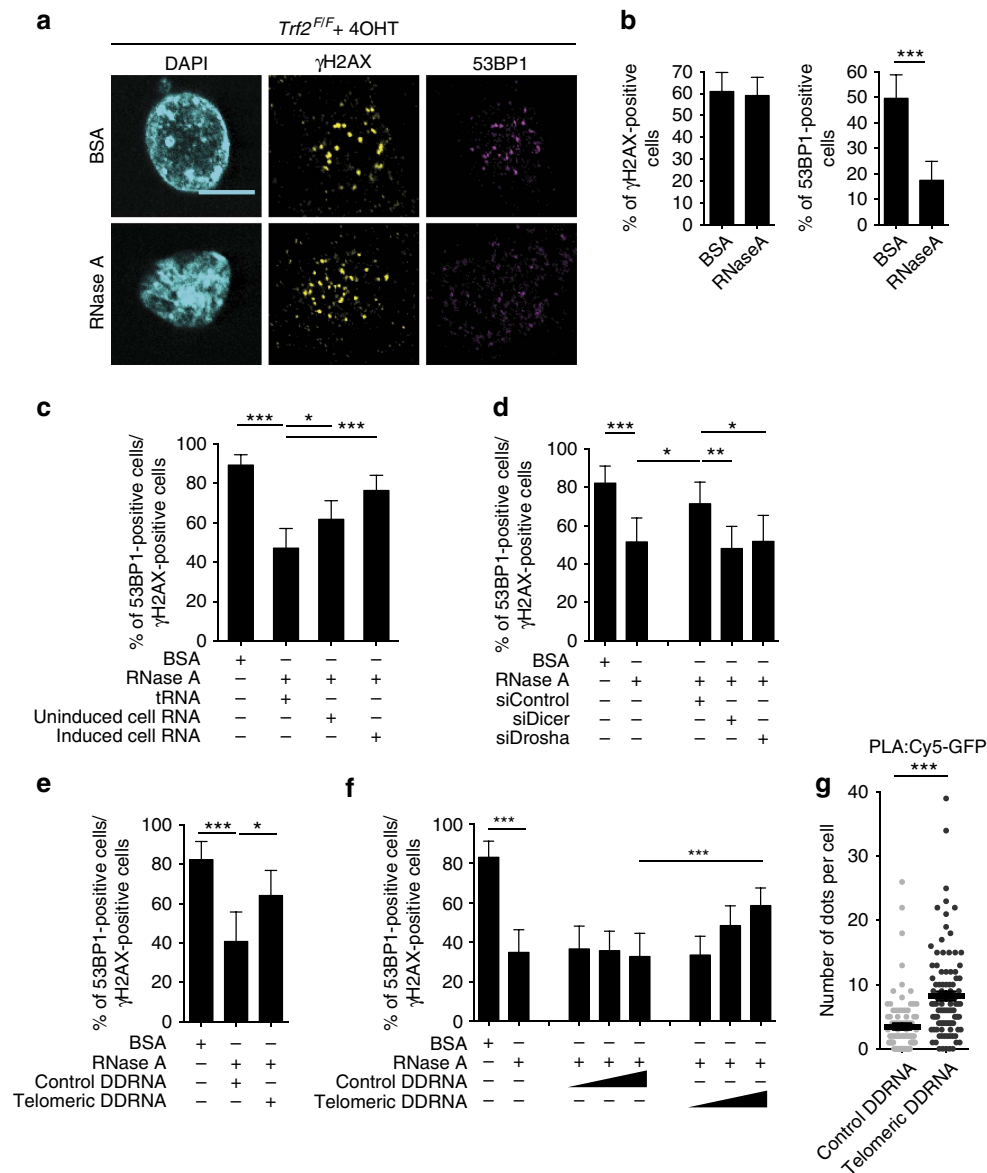 a
Trf2 F/F + 4OHT
DAPI γH2AX 53BP1
BSA
RNase A
b
% of γH2AX-positive cells
70
60
50
40
30
20
10
0
BSA RNaseA
% of 53BP1-positive cells
***
60
50
40
30
20
10
0
BSA RNaseA
c
% of 53BP1-positive cells/
γH2AX-positive cells
*** * ***
100
80
60
40
20
0
BSA + – – –
RNase A – + + +
tRNA – + – –
Uninduced cell RNA – – + –
Induced cell RNA – – – +
d
% of 53BP1-positive cells/
γH2AX-positive cells
*** * ** *
100
80
60
40
20
0
BSA + – – – –
RNase A – + + + +
siControl – – + – –
siDicer – – – + –
siDrosha – – – – +
e
% of 53BP1-positive cells/
γH2AX-positive cells
*** *
100
80
60
40
20
0
BSA + – –
RNase A – + +
Control DDRNA – + –
Telomeric DDRNA – – +
f
% of 53BP1-positive cells/
γH2AX-positive cells
*** ***
100
80
60
40
20
0
BSA + – – – – – – –
RNase A – + + + + + + +
Control DDRNA – – – – –
Telomeric DDRNA – – – – –
g
PLA:Cy5-GFP
***
Number of dots per cell
40
30
20
10
0
Control DDRNA
Telomeric DDRNA